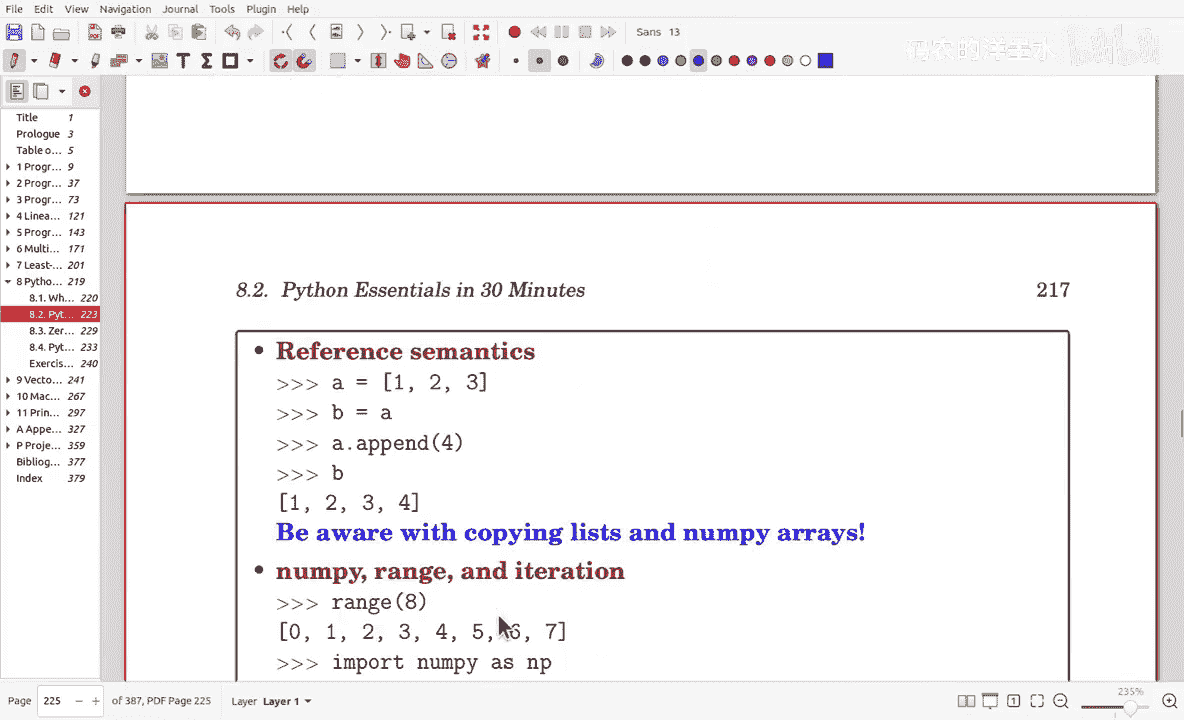 File Edit View Navigation Journal Tools Plugin Help
Sans 13
Title 1
Prologue 3
Table o... 5
1 Progr... 9
2 Progr... 37
3 Progr... 73
4 Linea... 121
5 Progr... 143
6 Multi... 171
7 Least-... 201
8 Pytho... 219
8.1. Wh... 220
8.2. Pyt... 223
8.3. Zer... 229
8.4. Pyt... 233
Exercis... 240
9 Vecto... 241
10 Mac... 267
11 Prin... 297
A Appe... 327
P Proje... 359
Bibliog... 377
Index 379
8.2. Python Essentials in 30 Minutes 217
• Reference semantics
>>> a = [1, 2, 3]
>>> b = a
>>> a.append(4)
>>> b
[1, 2, 3, 4]
Be aware with copying lists and numpy arrays!
• numpy, range, and iteration
>>> range(8)
[0, 1, 2, 3, 4, 5, 6, 7]
>>> import numpy as np
Page 225 − + of 387, PDF Page 225 Layer Layer 1
235%